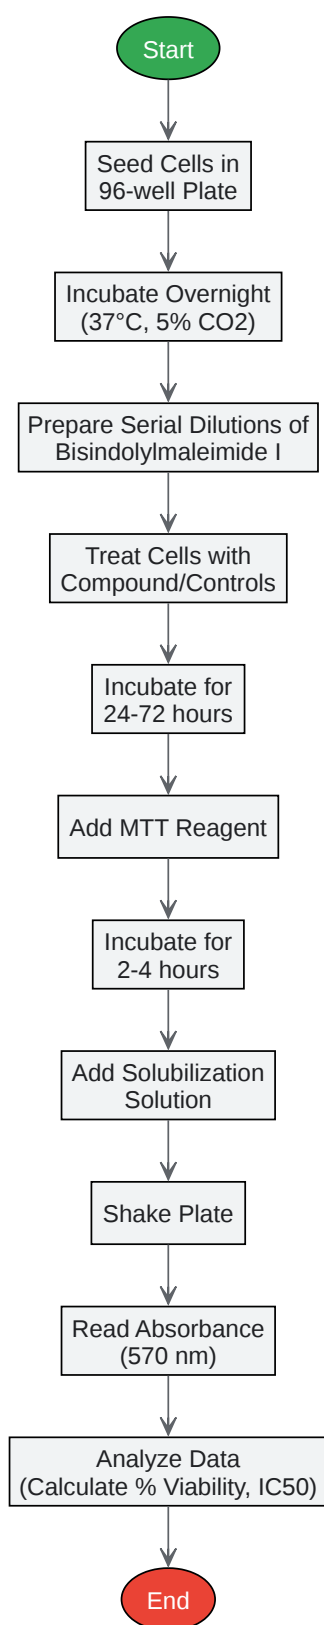 Start
Seed Cells in
96-well Plate
Incubate Overnight
(37°C, 5% CO2)
Prepare Serial Dilutions of
Bisindolylmaleimide I
Treat Cells with
Compound/Controls
Incubate for
24-72 hours
Add MTT Reagent
Incubate for
2-4 hours
Add Solubilization
Solution
Shake Plate
Read Absorbance
(570 nm)
Analyze Data
(Calculate % Viability, IC50)
End